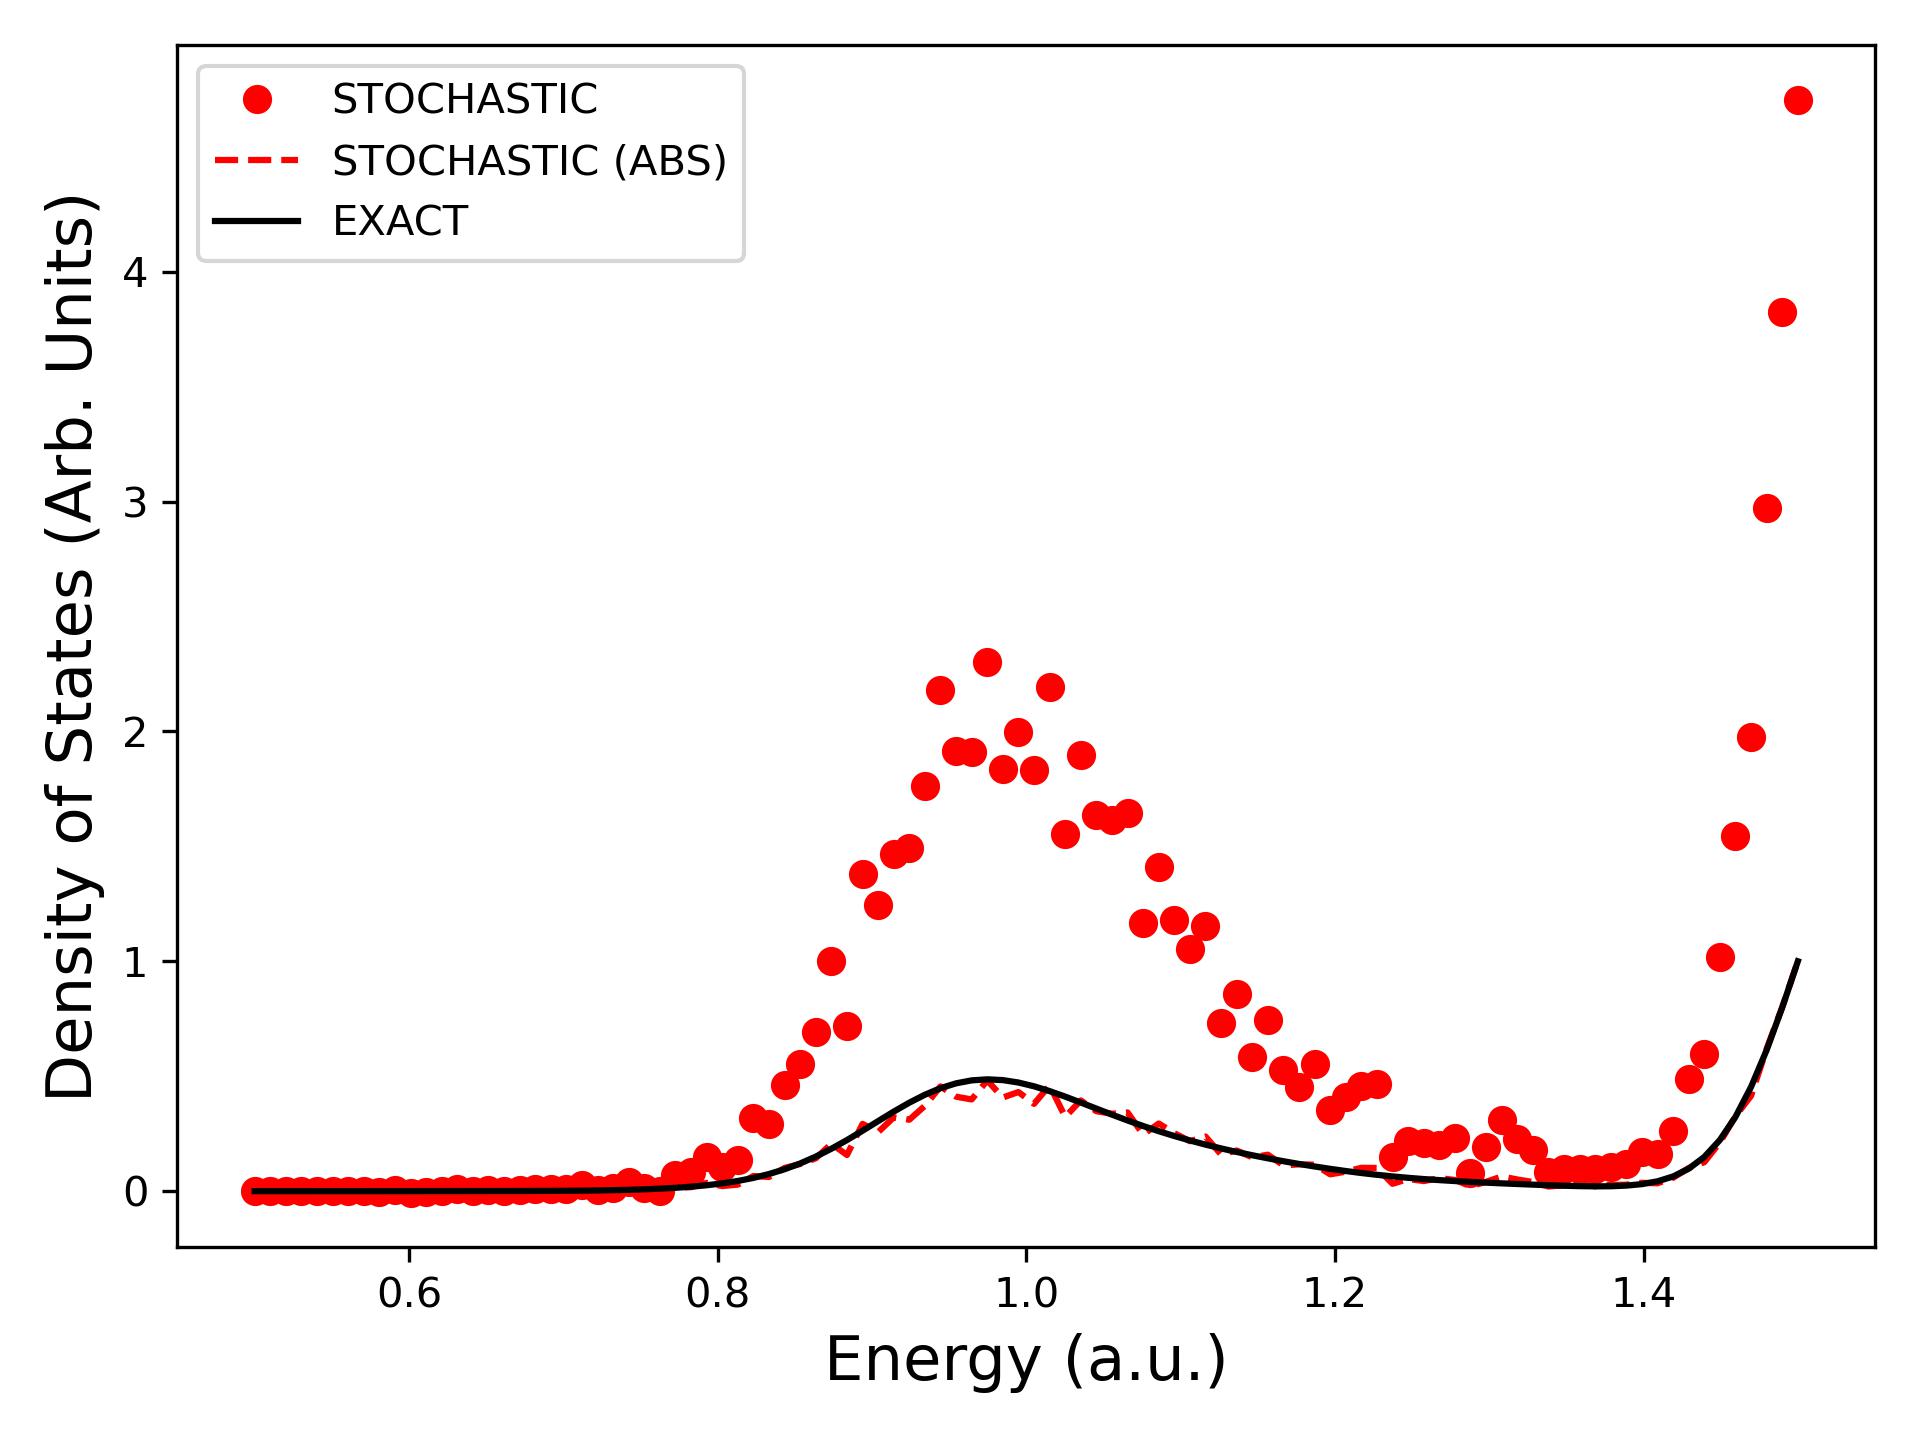 STOCHASTIC
STOCHASTIC (ABS)
EXACT
Density of States (Arb. Units)
4
3
2
1
0
0.6 0.8 1.0 1.2 1.4
Energy (a.u.)